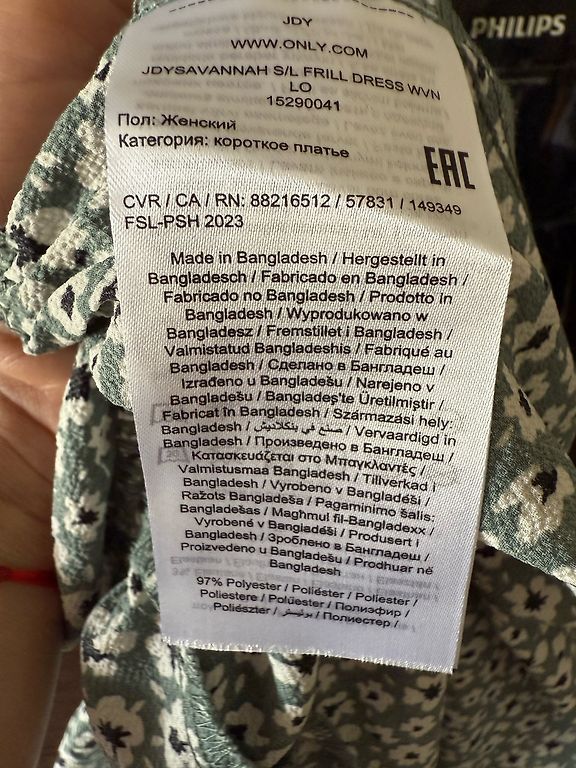 PHILIPS
JDY
WWW.ONLY.COM
JDYSAVANNAH S/L FRILL DRESS WVN
LO
15290041
Пол: Женский
Категория: короткое платье
EAC
CVR / CA / RN: 88216512 / 57831 / 149349
FSL-PSH 2023
Made in Bangladesh / Hergestellt in
Bangladesch / Fabricado en Bangladesh /
Fabricado no Bangladesh / Prodotto in
Bangladesh / Wyprodukowano w
Bangladesz / Fremstillet i Bangladesh /
Valmistatud Bangladeshis / Fabriqué au
Bangladesh / Сделано в Бангладеш /
Izrađeno u Bangladešu / Narejeno v
Bangladešu / Bangladeş'te Üretilmiştir /
Fabricat în Bangladesh / Származási hely:
Bangladesh / صنع في بنكلاديش / Vervaardigd in
Bangladesh / Произведено в Бангладеш /
Κατασκευάζεται στο Μπαγκλαντές /
Valmistusmaa Bangladesh / Tillverkad i
Bangladesh / Vyrobeno v Bangladéši /
Ražots Bangladeša / Pagaminimo šalis:
Bangladešas / Magħmul fil-Bangladexx /
Vyrobené v Bangladéši / Produsert i
Bangladesh / Зроблено в Бангладеш /
Proizvedeno u Bangladešu / Prodhuar në
Bangladesh
97% Polyester / Poliéster / Poliester /
Poliestere / Polüester / Полиэфир /
Poliészter / بوليستر / Полиестер /